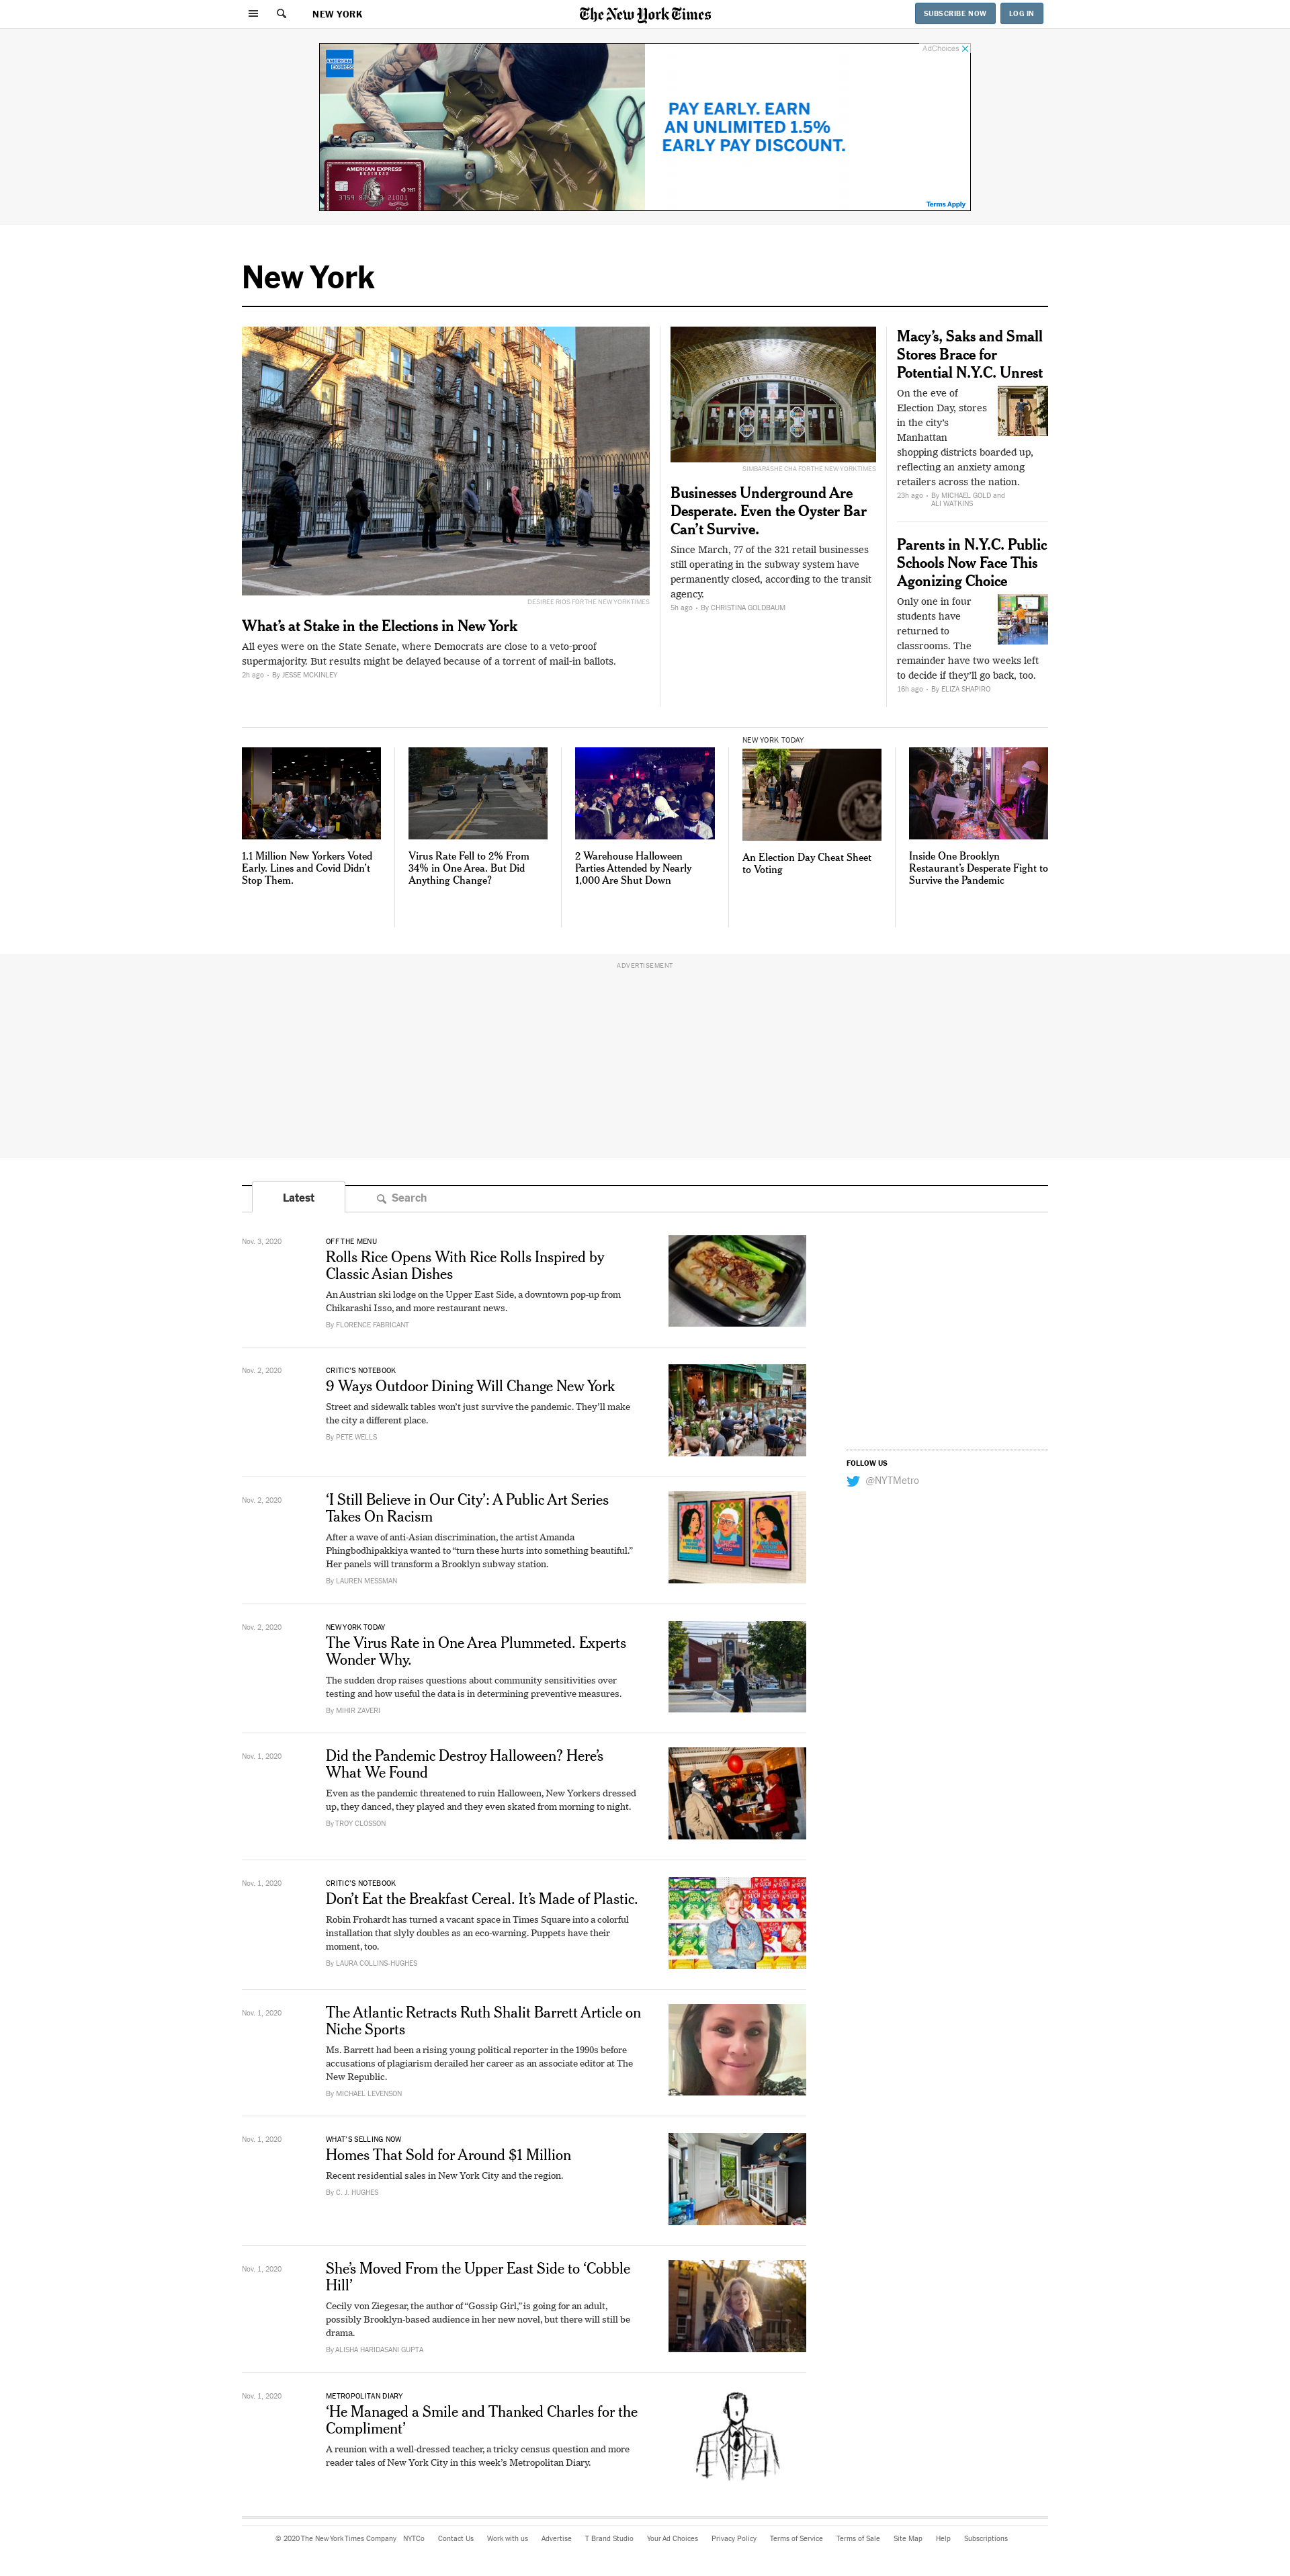 NEW YORK
The New York Times
SUBSCRIBE NOW
LOG IN
AdChoices
AMERICAN EXPRESS
AMERICAN EXPRESS
BUSINESS
PAY EARLY. EARN
AN UNLIMITED 1.5%
EARLY PAY DISCOUNT.
Terms Apply
New York
DESIREE RIOS FOR THE NEW YORK TIMES
What’s at Stake in the Elections in New York
All eyes were on the State Senate, where Democrats are close to a veto-proof
supermajority. But results might be delayed because of a torrent of mail-in ballots.
2h ago • By JESSE MCKINLEY
SIMBARASHE CHA FOR THE NEW YORK TIMES
Businesses Underground Are
Desperate. Even the Oyster Bar
Can’t Survive.
Since March, 77 of the 321 retail businesses
still operating in the subway system have
permanently closed, according to the transit
agency.
5h ago • By CHRISTINA GOLDBAUM
Macy’s, Saks and Small
Stores Brace for
Potential N.Y.C. Unrest
On the eve of
Election Day, stores
in the city’s
Manhattan
shopping districts boarded up,
reflecting an anxiety among
retailers across the nation.
23h ago • By MICHAEL GOLD and
ALI WATKINS
Parents in N.Y.C. Public
Schools Now Face This
Agonizing Choice
Only one in four
students have
returned to
classrooms. The
remainder have two weeks left
to decide if they’ll go back, too.
16h ago • By ELIZA SHAPIRO
1.1 Million New Yorkers Voted
Early. Lines and Covid Didn’t
Stop Them.
Virus Rate Fell to 2% From
34% in One Area. But Did
Anything Change?
2 Warehouse Halloween
Parties Attended by Nearly
1,000 Are Shut Down
NEW YORK TODAY
An Election Day Cheat Sheet
to Voting
Inside One Brooklyn
Restaurant’s Desperate Fight to
Survive the Pandemic
ADVERTISEMENT
Latest
Search
Nov. 3, 2020
OFF THE MENU
Rolls Rice Opens With Rice Rolls Inspired by
Classic Asian Dishes
An Austrian ski lodge on the Upper East Side, a downtown pop-up from
Chikarashi Isso, and more restaurant news.
By FLORENCE FABRICANT
Nov. 2, 2020
CRITIC’S NOTEBOOK
9 Ways Outdoor Dining Will Change New York
Street and sidewalk tables won’t just survive the pandemic. They’ll make
the city a different place.
By PETE WELLS
FOLLOW US
@NYTMetro
Nov. 2, 2020
‘I Still Believe in Our City’: A Public Art Series
Takes On Racism
After a wave of anti-Asian discrimination, the artist Amanda
Phingbodhipakkiya wanted to “turn these hurts into something beautiful.”
Her panels will transform a Brooklyn subway station.
By LAUREN MESSMAN
Nov. 2, 2020
NEW YORK TODAY
The Virus Rate in One Area Plummeted. Experts
Wonder Why.
The sudden drop raises questions about community sensitivities over
testing and how useful the data is in determining preventive measures.
By MIHIR ZAVERI
Nov. 1, 2020
Did the Pandemic Destroy Halloween? Here’s
What We Found
Even as the pandemic threatened to ruin Halloween, New Yorkers dressed
up, they danced, they played and they even skated from morning to night.
By TROY CLOSSON
Nov. 1, 2020
CRITIC’S NOTEBOOK
Don’t Eat the Breakfast Cereal. It’s Made of Plastic.
Robin Frohardt has turned a vacant space in Times Square into a colorful
installation that slyly doubles as an eco-warning. Puppets have their
moment, too.
By LAURA COLLINS-HUGHES
Nov. 1, 2020
The Atlantic Retracts Ruth Shalit Barrett Article on
Niche Sports
Ms. Barrett had been a rising young political reporter in the 1990s before
accusations of plagiarism derailed her career as an associate editor at The
New Republic.
By MICHAEL LEVENSON
Nov. 1, 2020
WHAT’S SELLING NOW
Homes That Sold for Around $1 Million
Recent residential sales in New York City and the region.
By C. J. HUGHES
Nov. 1, 2020
She’s Moved From the Upper East Side to ‘Cobble
Hill’
Cecily von Ziegesar, the author of “Gossip Girl,” is going for an adult,
possibly Brooklyn-based audience in her new novel, but there will still be
drama.
By ALISHA HARIDASANI GUPTA
Nov. 1, 2020
METROPOLITAN DIARY
‘He Managed a Smile and Thanked Charles for the
Compliment’
A reunion with a well-dressed teacher, a tricky census question and more
reader tales of New York City in this week’s Metropolitan Diary.
© 2020 The New York Times Company NYTCo Contact Us Work with us Advertise T Brand Studio Your Ad Choices Privacy Policy Terms of Service Terms of Sale Site Map Help Subscriptions